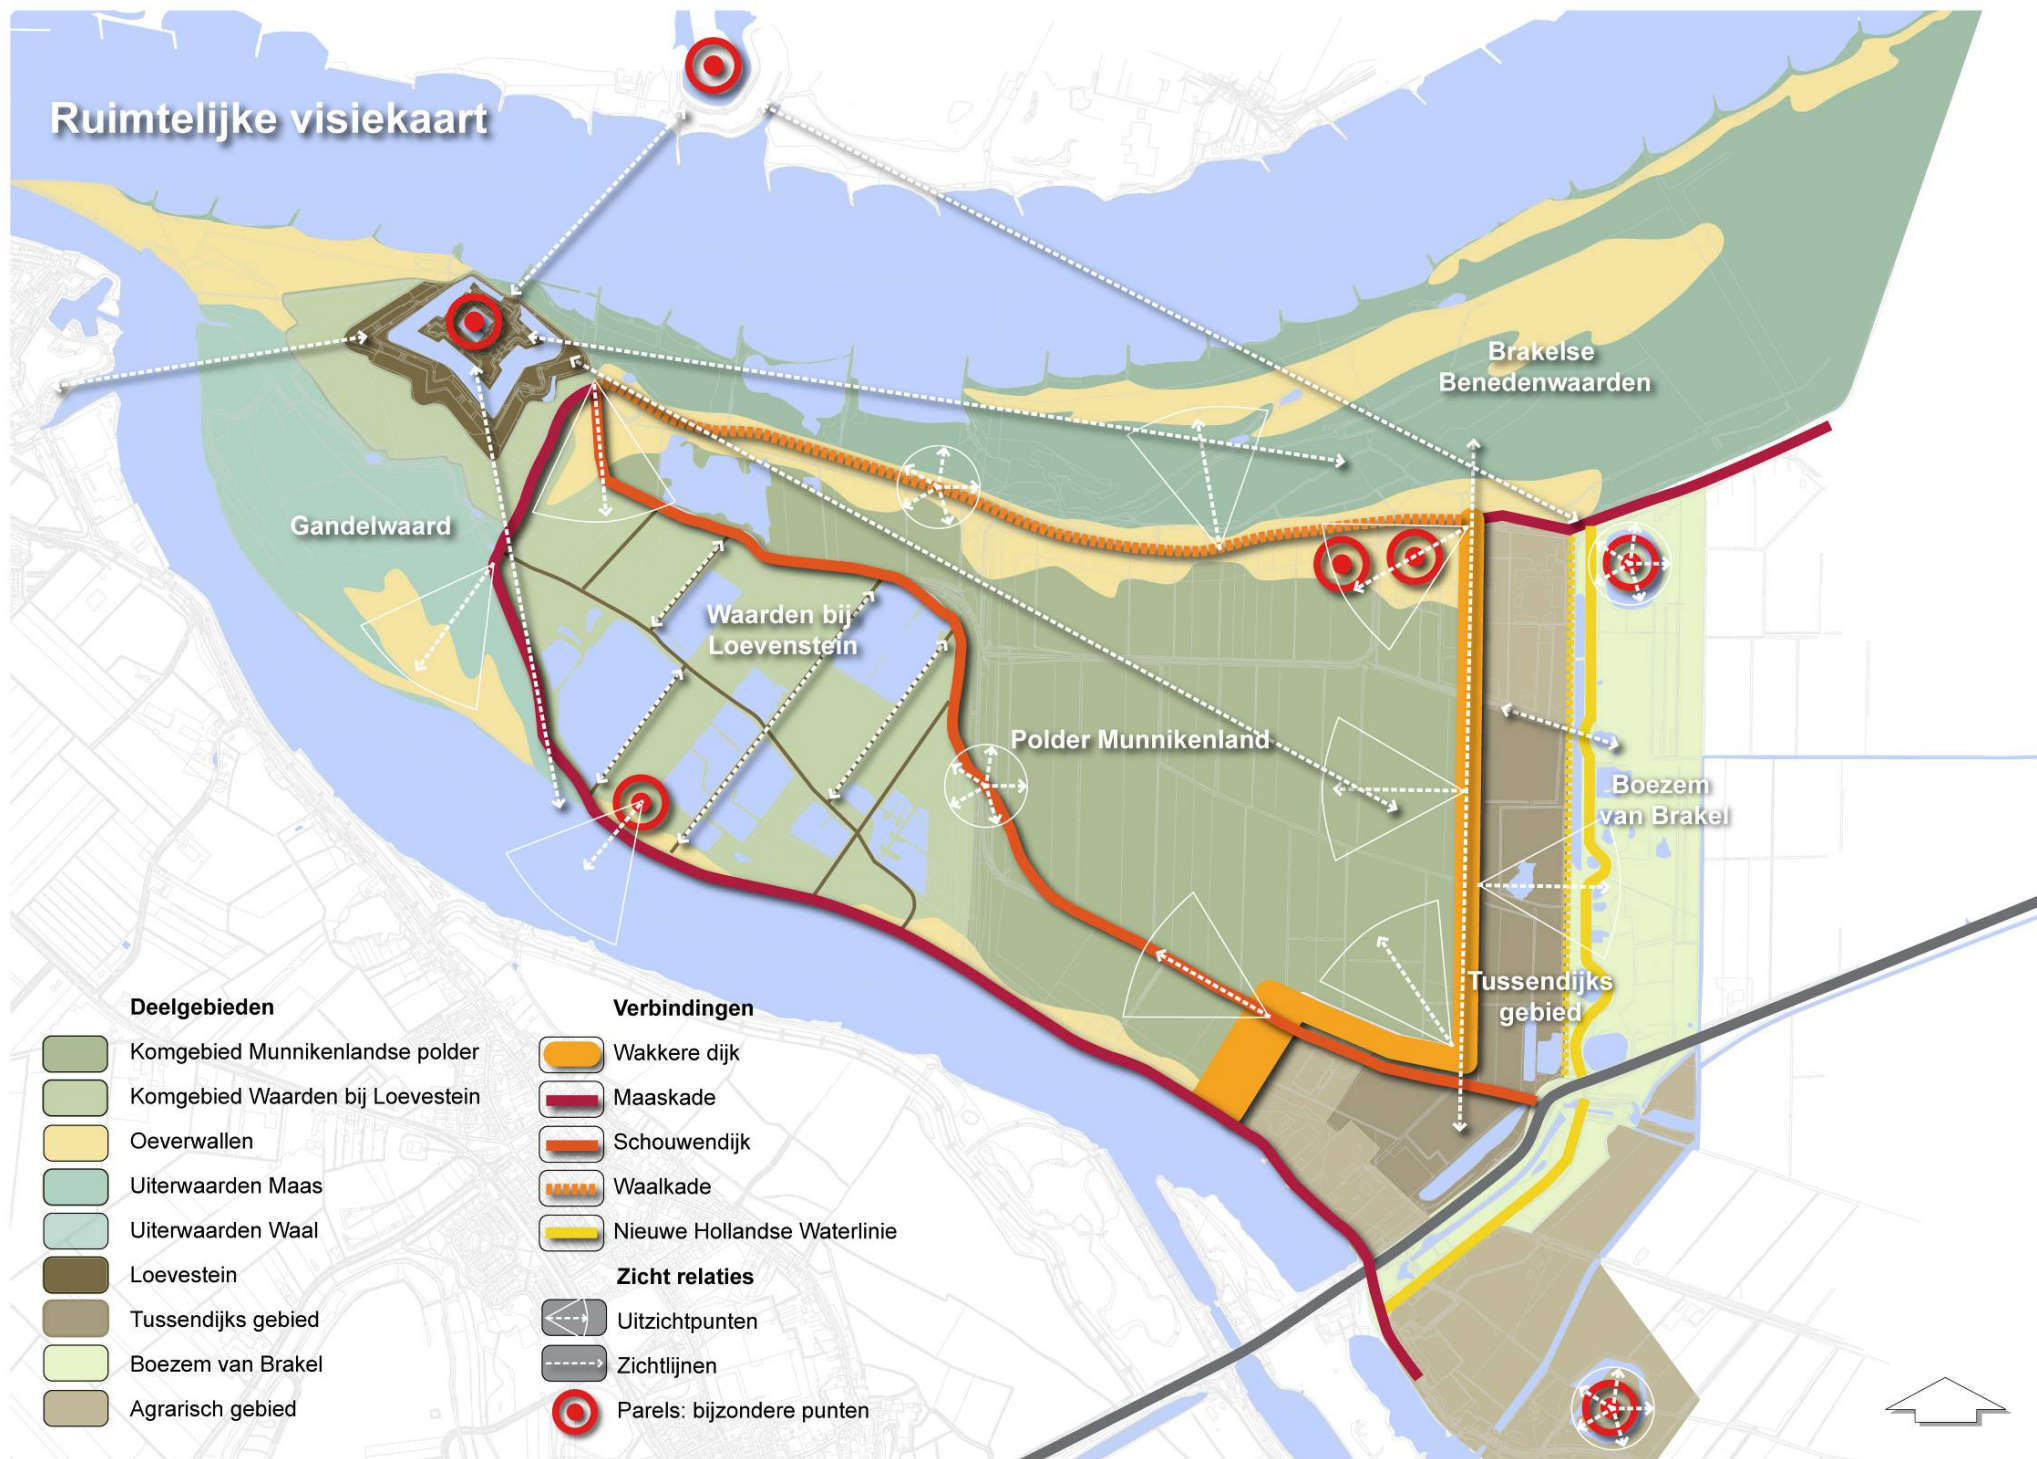 Ruimtelijke visiekaart
Brakelse
Benedenwaarden
Gandelwaard
Waarden bij
Loevenstein
Polder Munnikenland
Boezem
van Brakel
Tussendijks
gebied
Deelgebieden
Komgebied Munnikenlandse polder
Komgebied Waarden bij Loevestein
Oeverwallen
Uiterwaarden Maas
Uiterwaarden Waal
Loevestein
Tussendijks gebied
Boezem van Brakel
Agrarisch gebied
Verbindingen
Wakkere dijk
Maaskade
Schouwendijk
Waalkade
Nieuwe Hollandse Waterlinie
Zicht relaties
Uitzichtpunten
Zichtlijnen
Parels: bijzondere punten